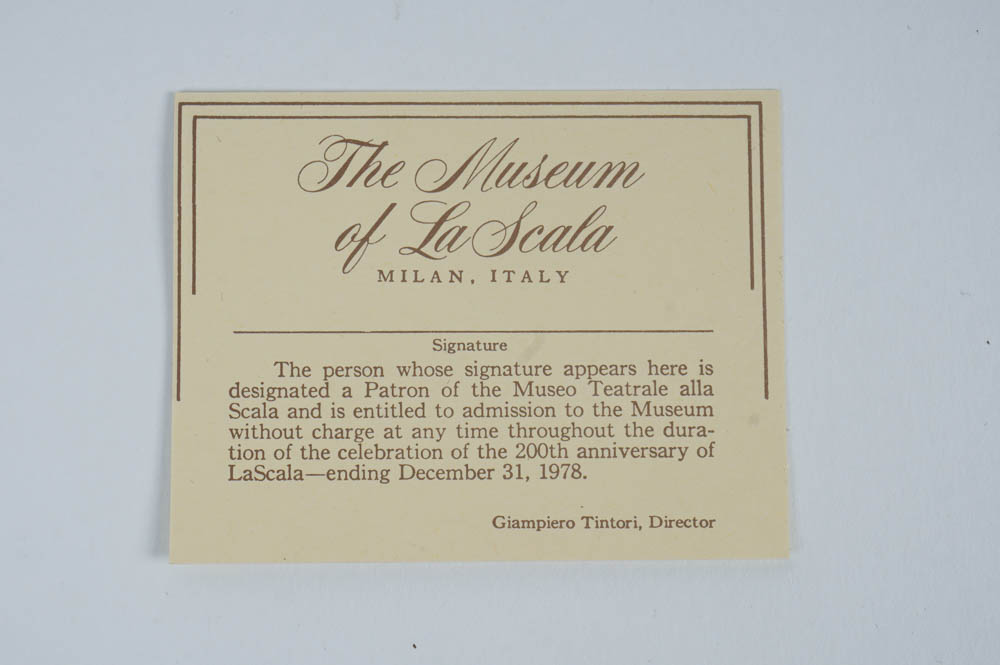 The Museum
of La Scala
MILAN, ITALY
Signature
The person whose signature appears here is
designated a Patron of the Museo Teatrale alla
Scala and is entitled to admission to the Museum
without charge at any time throughout the dura-
tion of the celebration of the 200th anniversary of
LaScala—ending December 31, 1978.
Giampiero Tintori, Director